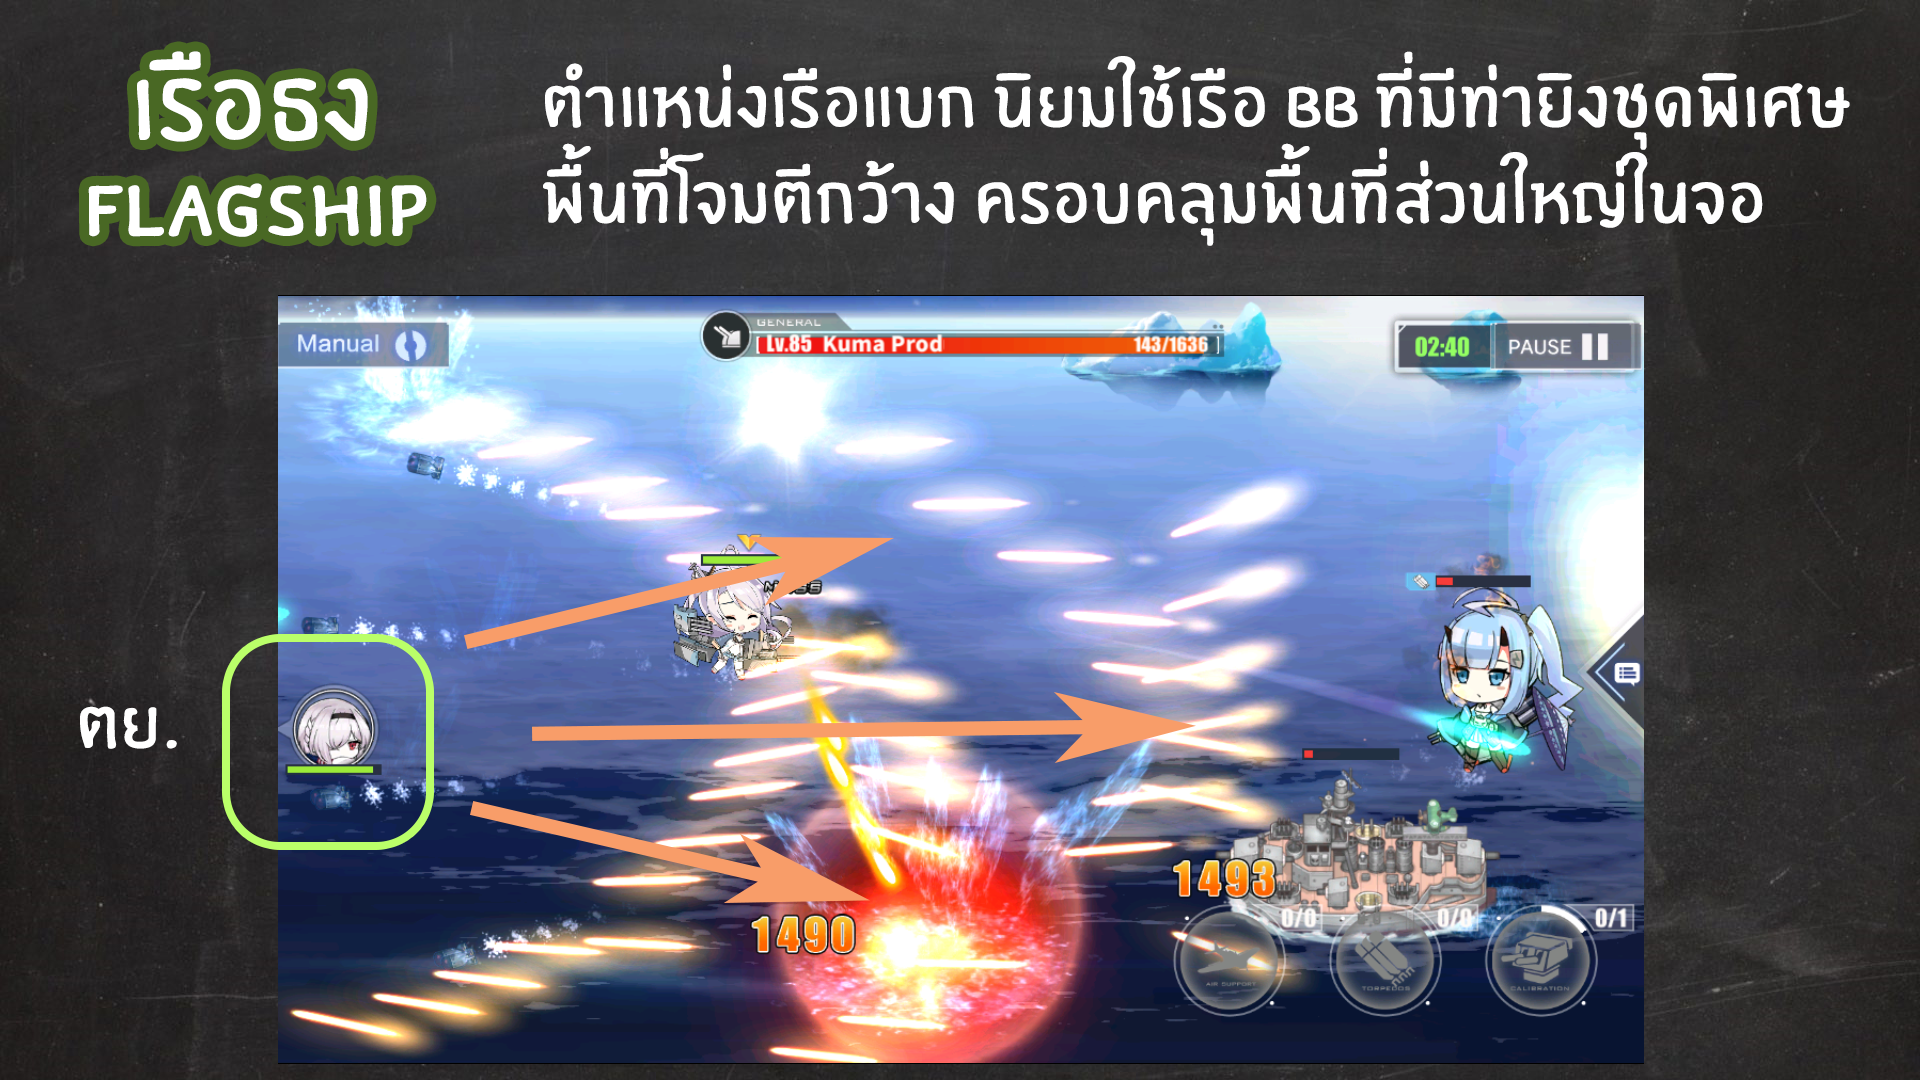 เรือธง
FLAGSHIP
ตำแหน่งเรือแบก นิยมใช้เรือ BB ที่มีท่ายิงชุดพิเศษ
พื้นที่โจมตีกว้าง ครอบคลุมพื้นที่ส่วนใหญ่ในจอ
Manual
GENERAL
Lv.85 Kuma Prod
143/1636
02:40
PAUSE
ตย.
1493
1490
0/0
0/0
0/1
AIR SUPPORT
TORPEDOS
CALIBRATION